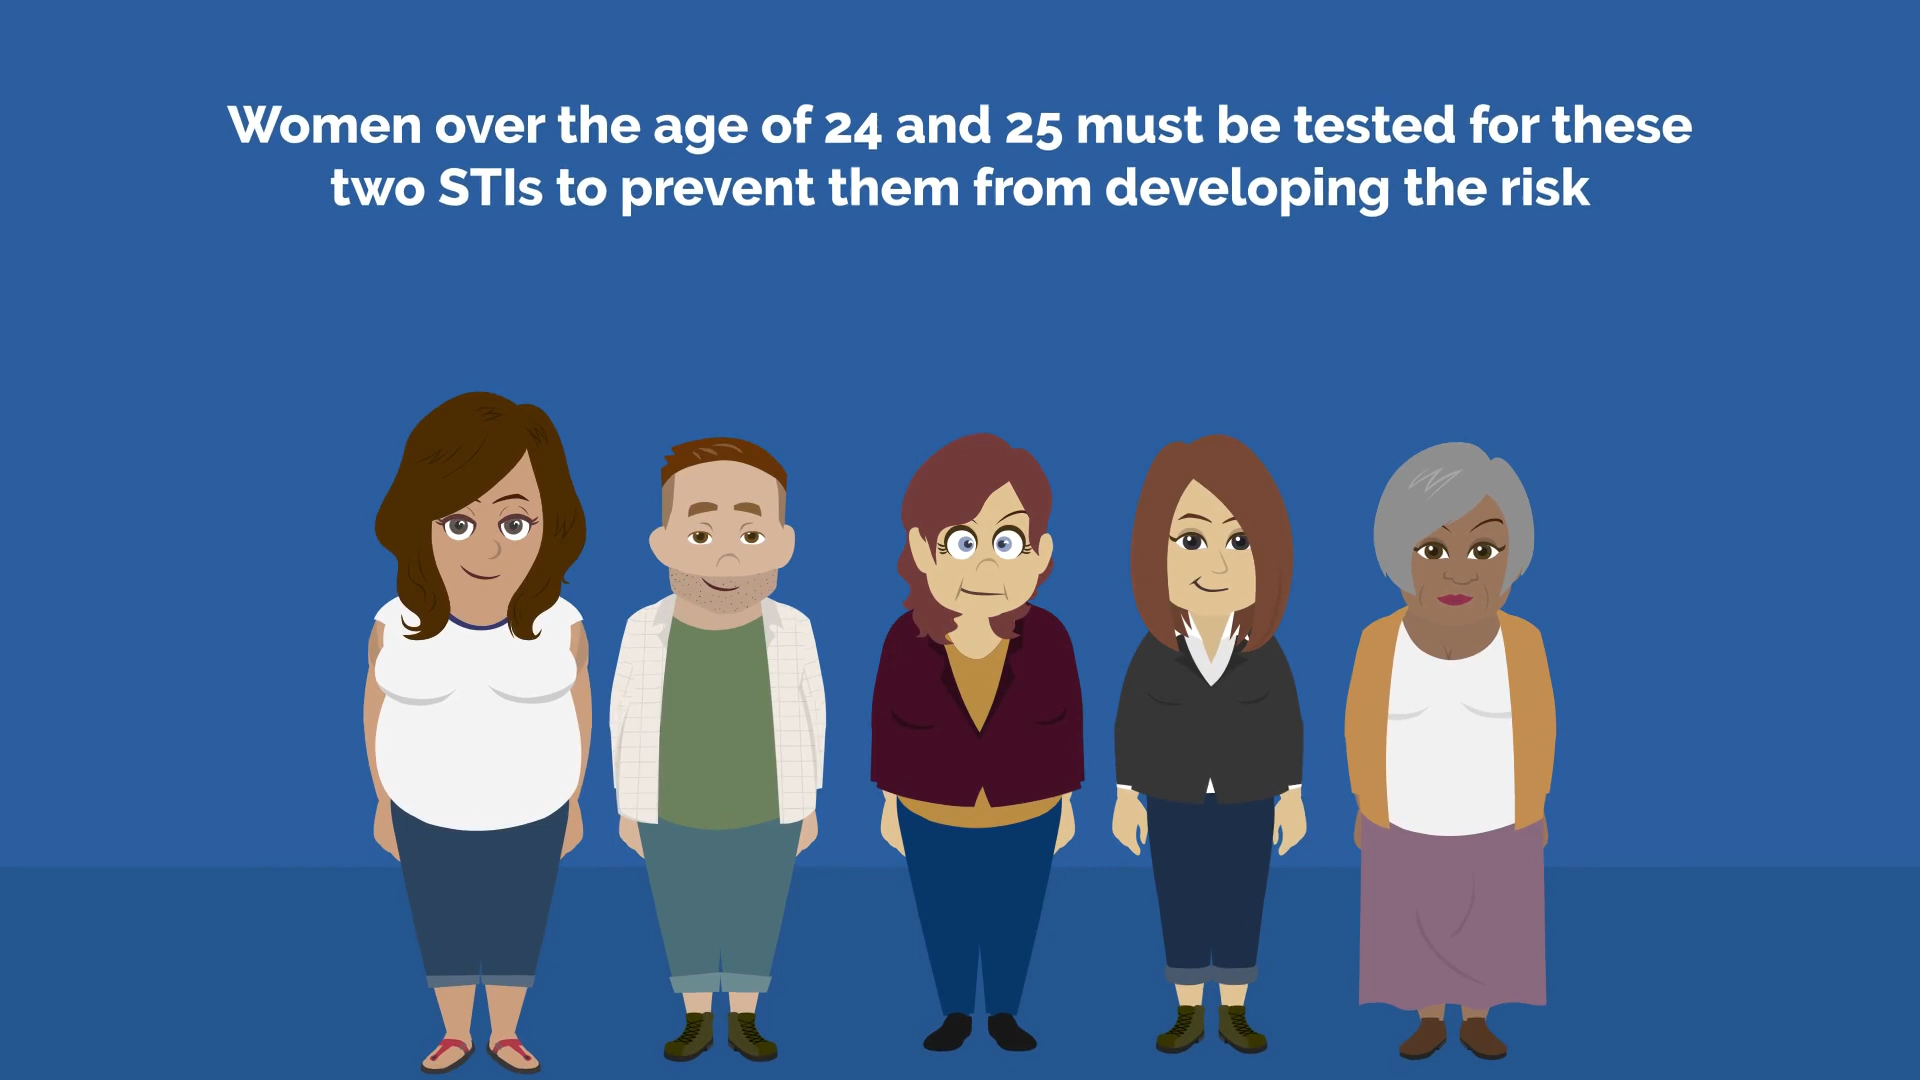 Women over the age of 24 and 25 must be tested for these
two STIs to prevent them from developing the risk